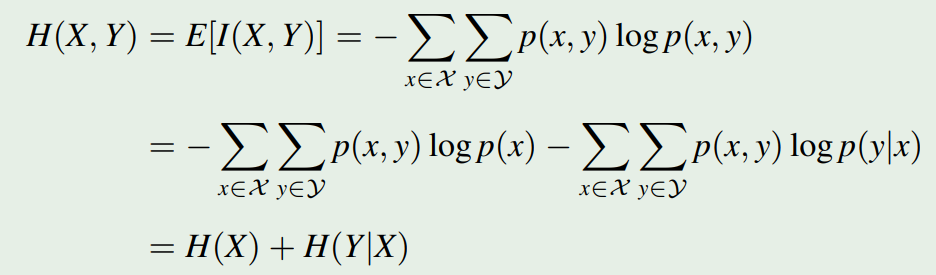 H(X, Y) = E[I(X, Y)] = − ∑_{x∈𝒳} ∑_{y∈𝒴} p(x, y) log p(x, y)
= − ∑_{x∈𝒳} ∑_{y∈𝒴} p(x, y) log p(x) − ∑_{x∈𝒳} ∑_{y∈𝒴} p(x, y) log p(y|x)
= H(X) + H(Y|X)